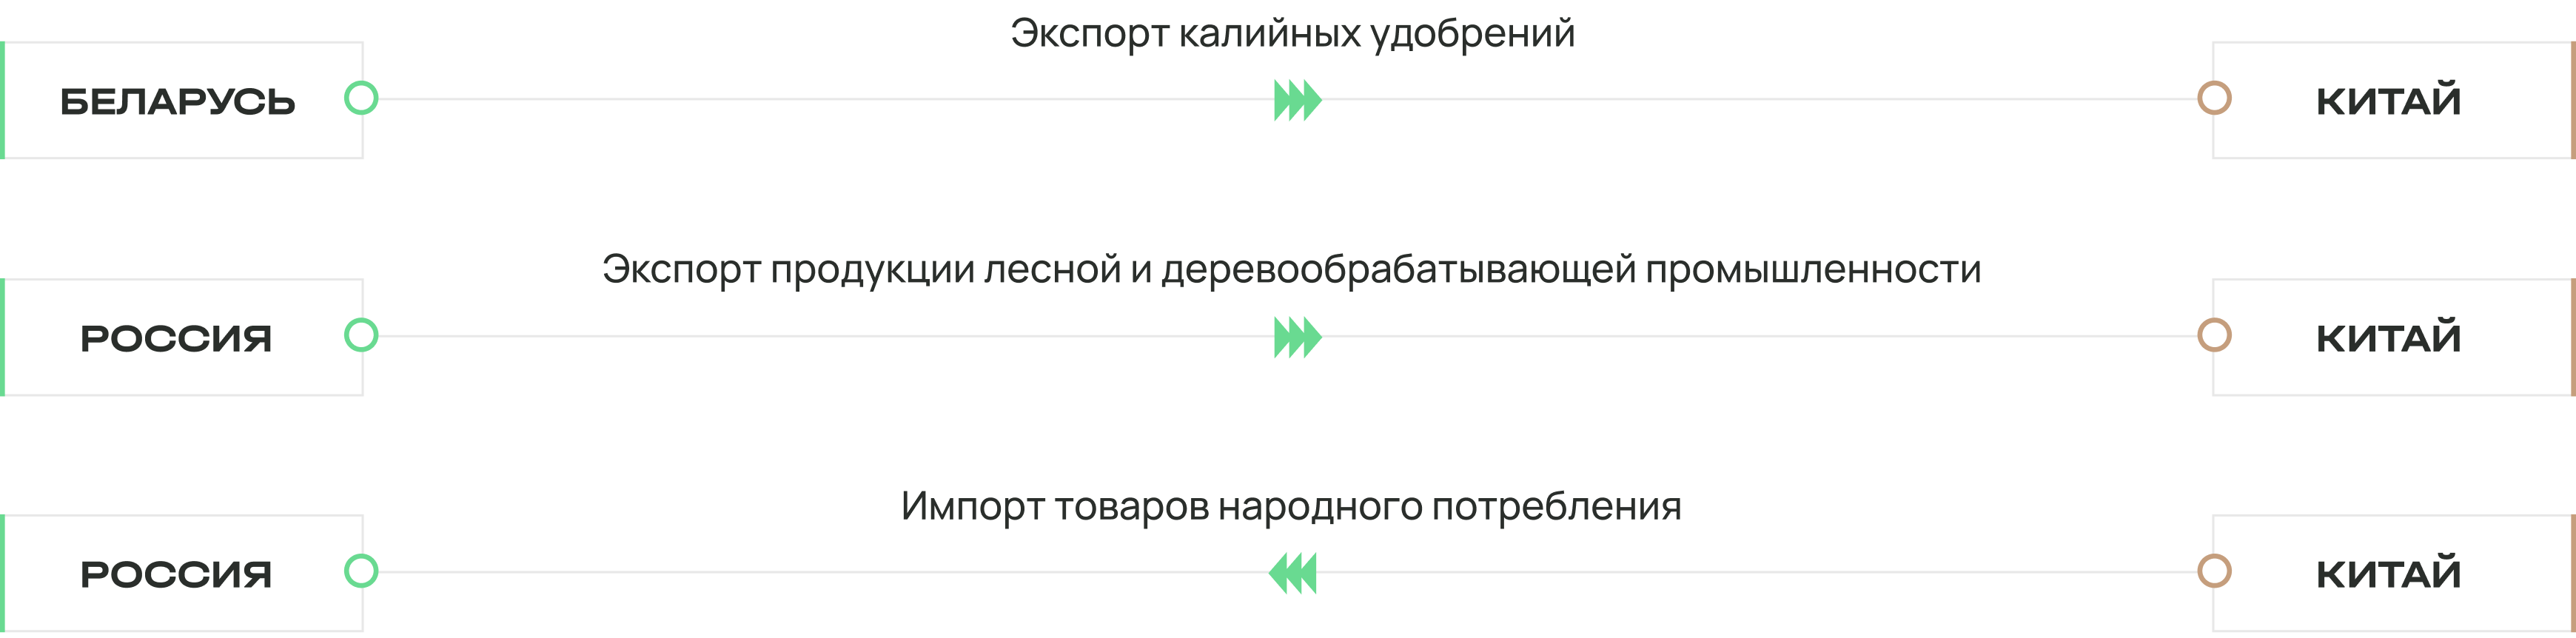 Экспорт калийных удобрений
БЕЛАРУСЬ
КИТАЙ
Экспорт продукции лесной и деревообрабатывающей промышленности
РОССИЯ
КИТАЙ
Импорт товаров народного потребления
РОССИЯ
КИТАЙ